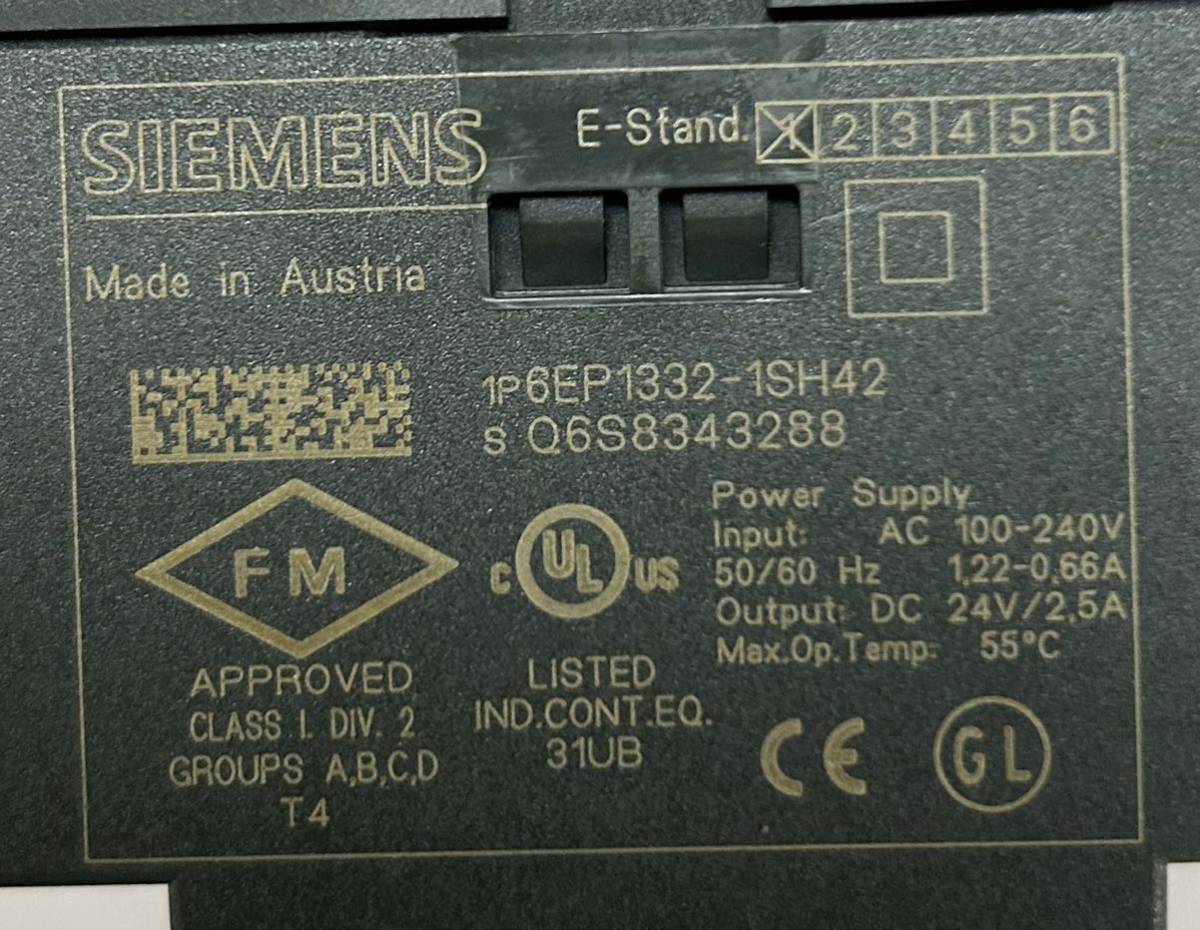 SIEMENS
E-Stand. 1 2 3 4 5 6
Made in Austria
1P6EP1332-1SH42
S Q6S8343288
FM
APPROVED
CLASS I. DIV. 2
GROUPS A,B,C,D
T4
C UL US
LISTED
IND.CONT.EQ.
31UB
Power Supply
Input: AC 100-240V
50/60 Hz 1,22-0,66A
Output: DC 24V/2,5A
Max.Op.Temp: 55°C
CE
GL